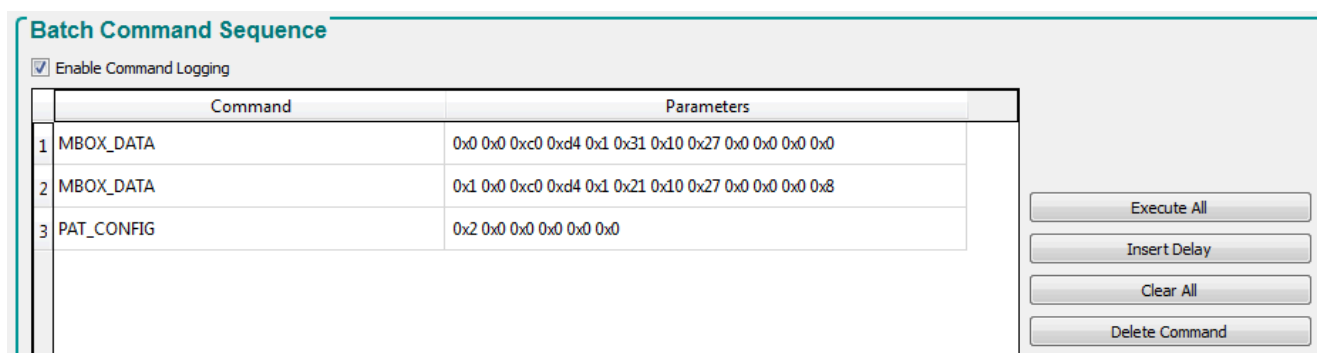 Batch Command Sequence
Enable Command Logging
Command Parameters
1 MBOX_DATA 0x0 0x0 0xc0 0xd4 0x1 0x31 0x10 0x27 0x0 0x0 0x0 0x0
2 MBOX_DATA 0x1 0x0 0xc0 0xd4 0x1 0x21 0x10 0x27 0x0 0x0 0x0 0x8
3 PAT_CONFIG 0x2 0x0 0x0 0x0 0x0 0x0
Execute All
Insert Delay
Clear All
Delete Command